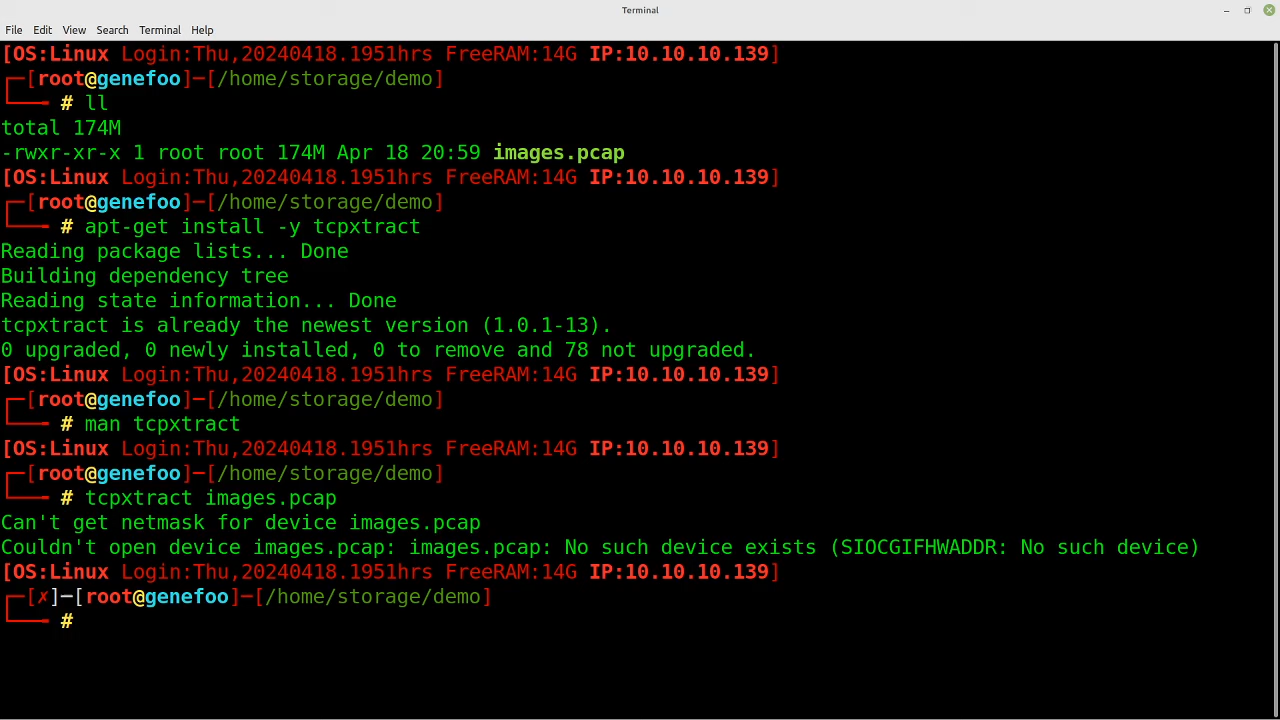 Terminal
File Edit View Search Terminal Help
[OS:Linux Login:Thu,20240418.1951hrs FreeRAM:14G IP:10.10.10.139]
┌─[root@genefoo]─[/home/storage/demo]
└──╼ # ll
total 174M
-rwxr-xr-x 1 root root 174M Apr 18 20:59 images.pcap
[OS:Linux Login:Thu,20240418.1951hrs FreeRAM:14G IP:10.10.10.139]
┌─[root@genefoo]─[/home/storage/demo]
└──╼ # apt-get install -y tcpxtract
Reading package lists... Done
Building dependency tree
Reading state information... Done
tcpxtract is already the newest version (1.0.1-13).
0 upgraded, 0 newly installed, 0 to remove and 78 not upgraded.
[OS:Linux Login:Thu,20240418.1951hrs FreeRAM:14G IP:10.10.10.139]
┌─[root@genefoo]─[/home/storage/demo]
└──╼ # man tcpxtract
[OS:Linux Login:Thu,20240418.1951hrs FreeRAM:14G IP:10.10.10.139]
┌─[root@genefoo]─[/home/storage/demo]
└──╼ # tcpxtract images.pcap
Can't get netmask for device images.pcap
Couldn't open device images.pcap: images.pcap: No such device exists (SIOCGIFHWADDR: No such device)
[OS:Linux Login:Thu,20240418.1951hrs FreeRAM:14G IP:10.10.10.139]
┌─[✗]─[root@genefoo]─[/home/storage/demo]
└──╼ #